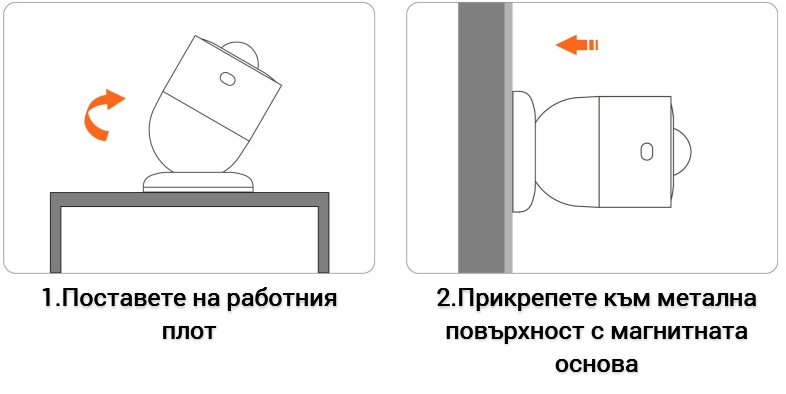 1.Поставете на работния
плот
2.Прикрепете към метална
повърхност с магнитната
основа